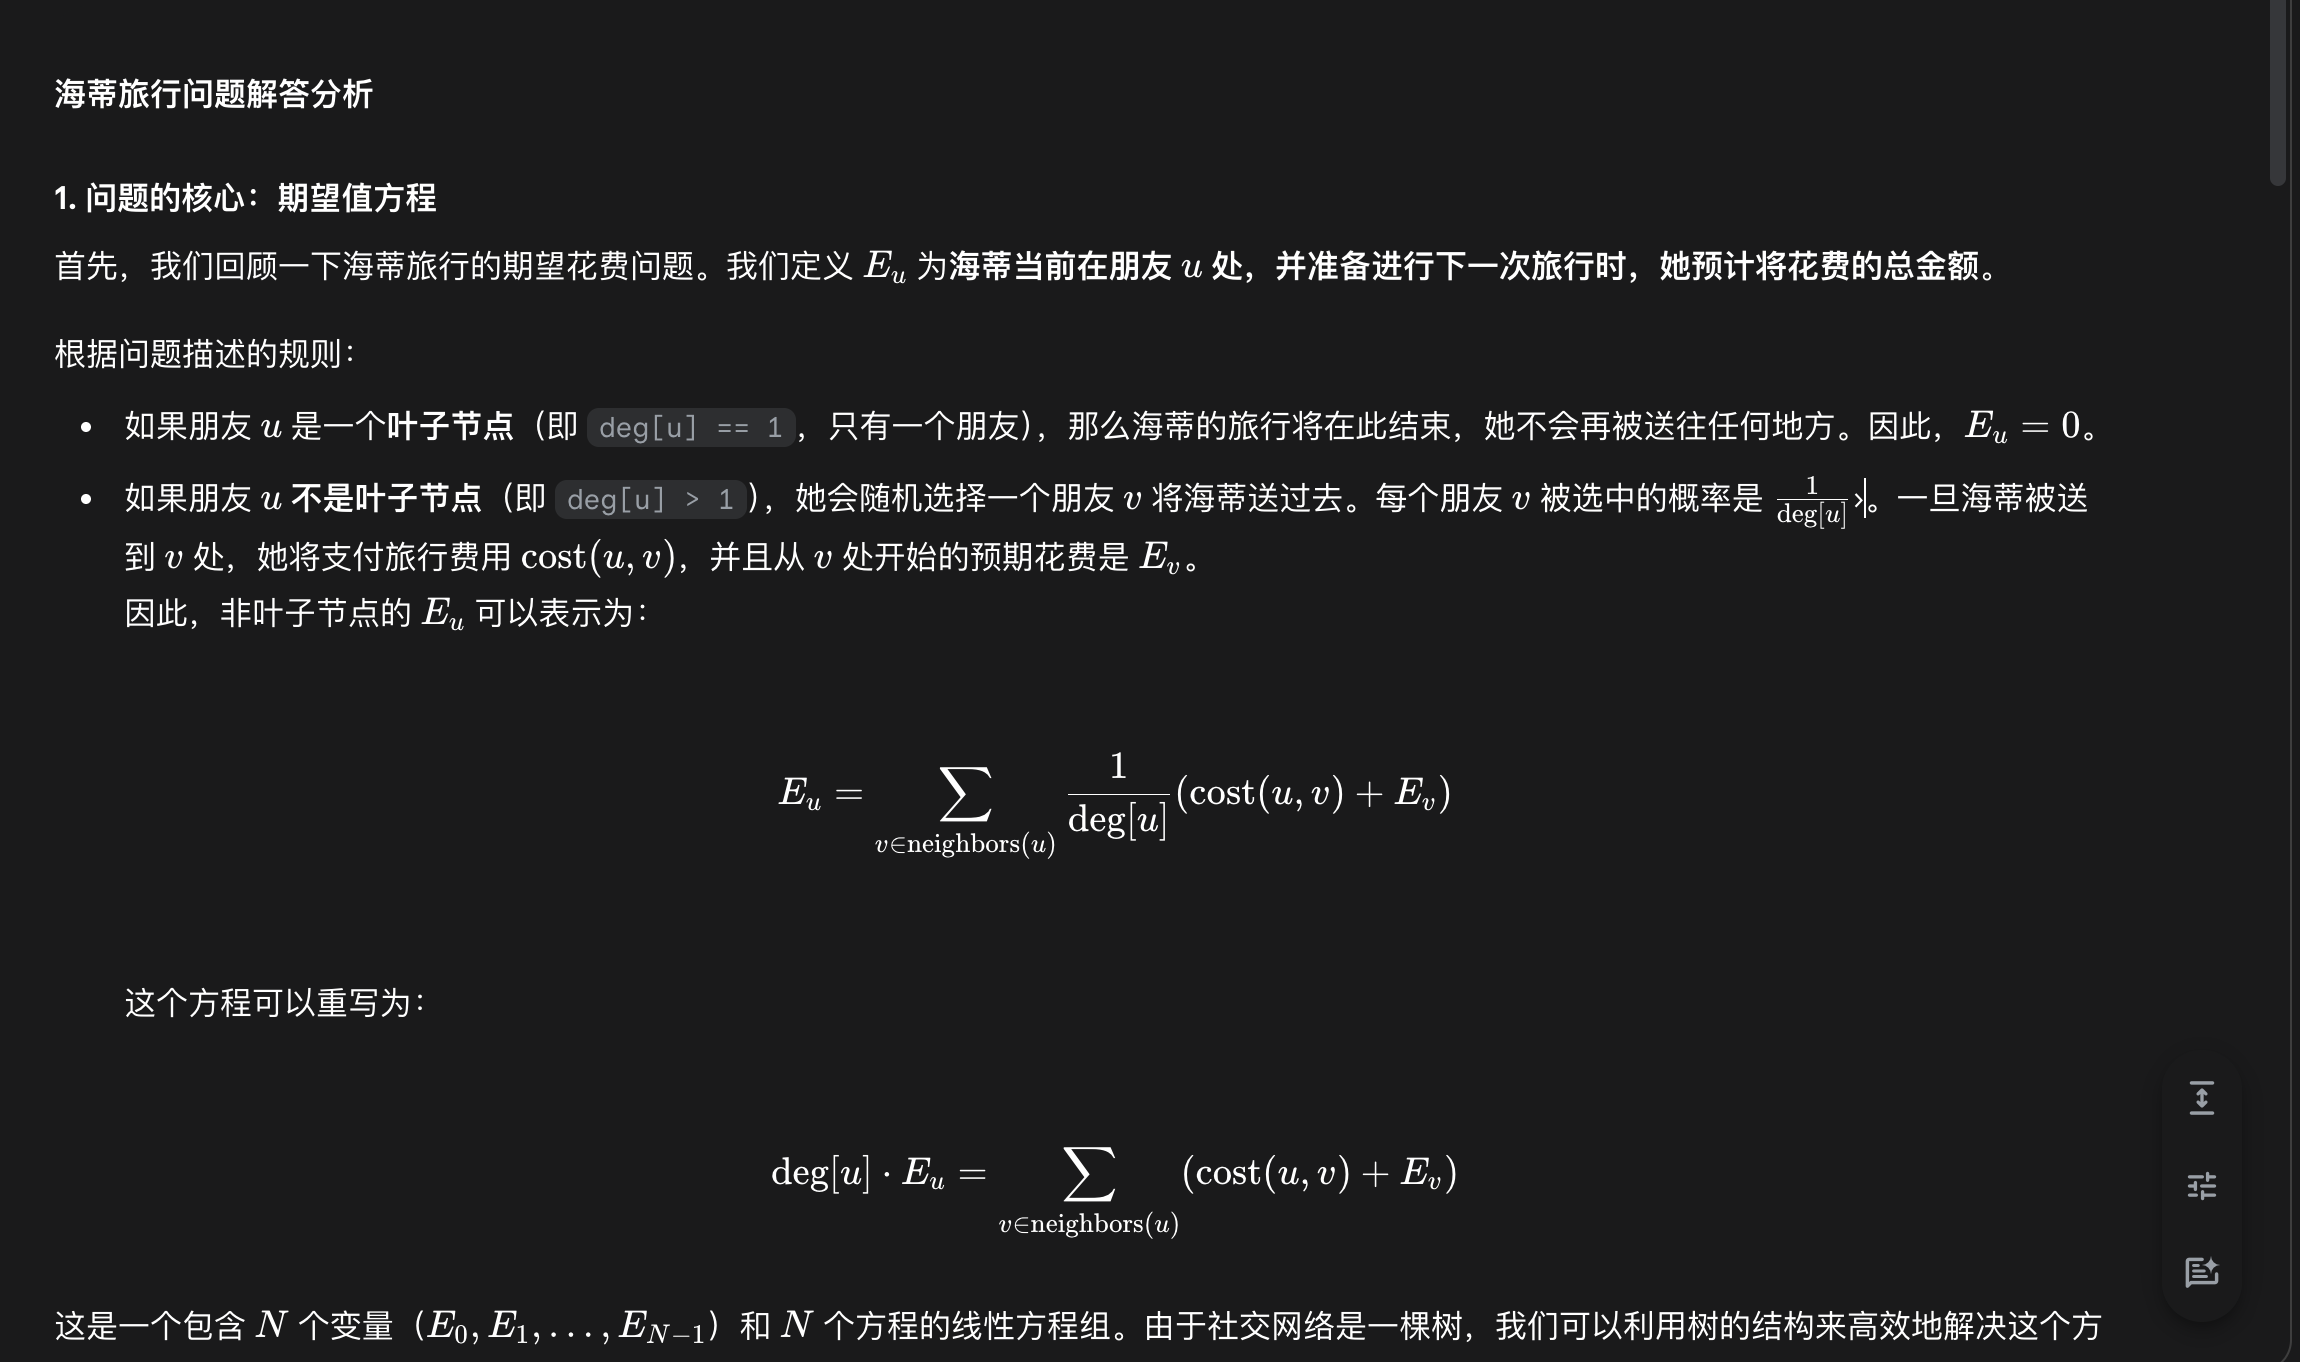 海蒂旅行问题解答分析
1. 问题的核心：期望值方程
首先，我们回顾一下海蒂旅行的期望花费问题。我们定义 E_u 为海蒂当前在朋友 u 处，并准备进行下一次旅行时，她预计将花费的总金额。
根据问题描述的规则：
• 如果朋友 u 是一个叶子节点（即 deg[u] == 1，只有一个朋友），那么海蒂的旅行将在此结束，她不会再被送往任何地方。因此，E_u = 0。
• 如果朋友 u 不是叶子节点（即 deg[u] > 1），她会随机选择一个朋友 v 将海蒂送过去。每个朋友 v 被选中的概率是 \frac{1}{deg[u]}。一旦海蒂被送
到 v 处，她将支付旅行费用 cost(u, v)，并且从 v 处开始的预期花费是 E_v。
因此，非叶子节点的 E_u 可以表示为：
E_u = \sum_{v∈neighbors(u)} \frac{1}{deg[u]} (cost(u, v) + E_v)
这个方程可以重写为：
deg[u] · E_u = \sum_{v∈neighbors(u)} (cost(u, v) + E_v)
这是一个包含 N 个变量（E_0, E_1, . . . , E_{N−1}）和 N 个方程的线性方程组。由于社交网络是一棵树，我们可以利用树的结构来高效地解决这个方